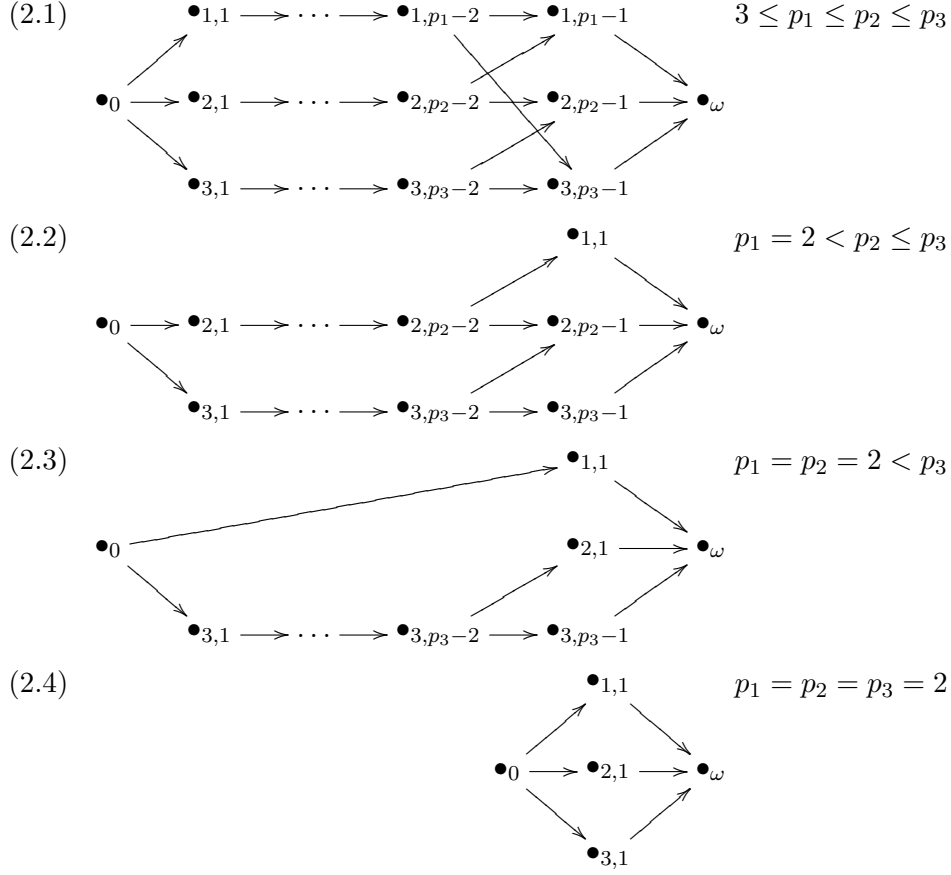 •1,1 ··· •1,p₁−2 •1,p₁−1 3 ≤ p₁ ≤ p₂ ≤ p₃
(2.1)
•0 •2,1 ··· •2,p₂−2 •2,p₂−1 •ω
•3,1 ··· •3,p₃−2 •3,p₃−1
(2.2) •1,1 p₁ = 2 < p₂ ≤ p₃
•0 •2,1 ··· •2,p₂−2 •2,p₂−1 •ω
•3,1 ··· •3,p₃−2 •3,p₃−1
(2.3) •1,1 p₁ = p₂ = 2 < p₃
•0 •2,1 •ω
•3,1 ··· •3,p₃−2 •3,p₃−1
(2.4) •1,1 p₁ = p₂ = p₃ = 2
•0 •2,1 •ω
•3,1